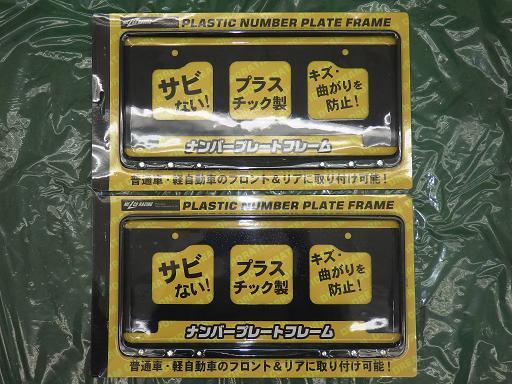 PLASTIC NUMBER PLATE FRAME
サビ
ない!
プラス
チック製
キズ・
曲がりを
防止!
ナンバープレートフレーム
普通車・軽自動車のフロント&リアに取り付け可能!
PLASTIC NUMBER PLATE FRAME
サビ
ない!
プラス
チック製
キズ・
曲がりを
防止!
ナンバープレートフレーム
普通車・軽自動車のフロント&リアに取り付け可能!